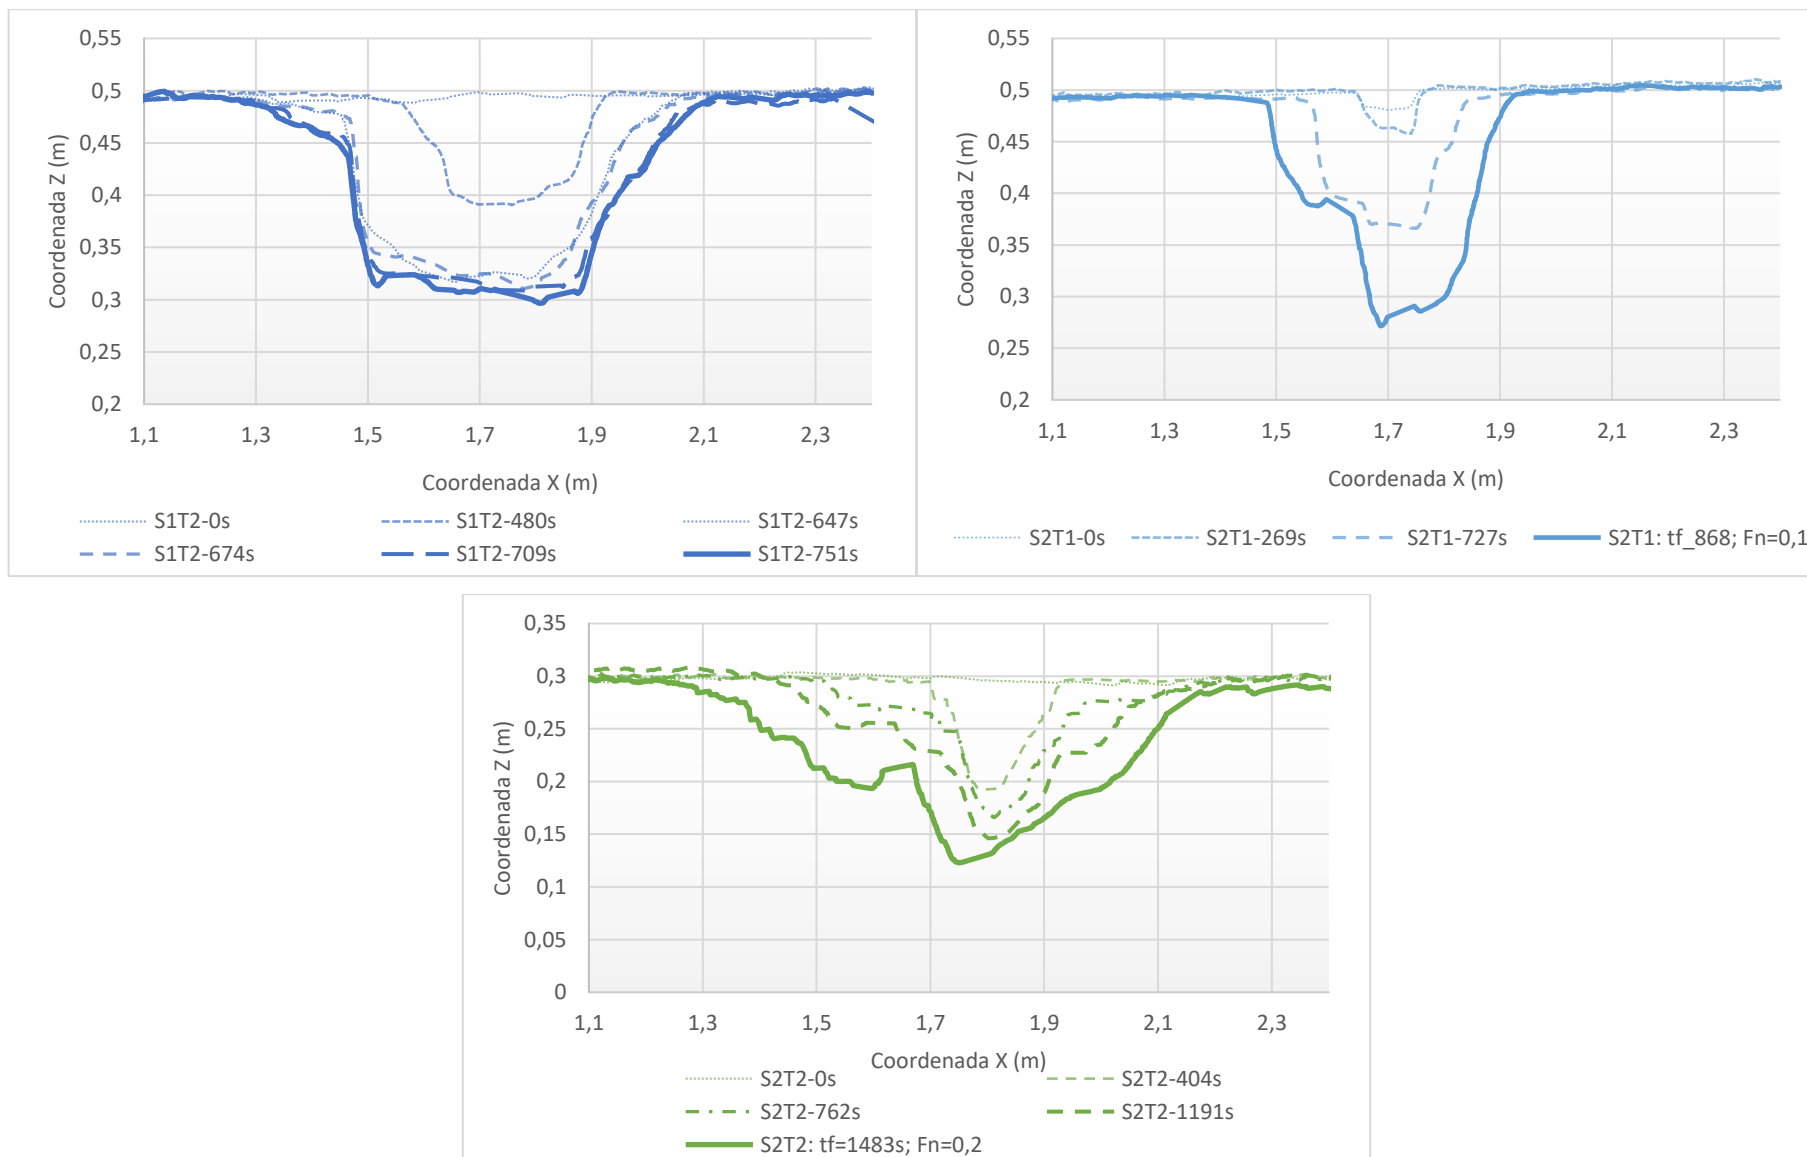 0,55
0,5
0,45
0,4
0,35
0,3
0,25
0,2
Coordenada Z (m)
1,1 1,3 1,5 1,7 1,9 2,1 2,3
Coordenada X (m)
S1T2-0s S1T2-480s S1T2-647s
S1T2-674s S1T2-709s S1T2-751s
0,55
0,5
0,45
0,4
0,35
0,3
0,25
0,2
Coordenada Z (m)
1,1 1,3 1,5 1,7 1,9 2,1 2,3
Coordenada X (m)
S2T1-0s S2T1-269s S2T1-727s S2T1: tf_868; Fn=0,1
0,35
0,3
0,25
0,2
0,15
0,1
0,05
0
Coordenada Z (m)
1,1 1,3 1,5 1,7 1,9 2,1 2,3
Coordenada X (m)
S2T2-0s S2T2-404s
S2T2-762s S2T2-1191s
S2T2: tf=1483s; Fn=0,2